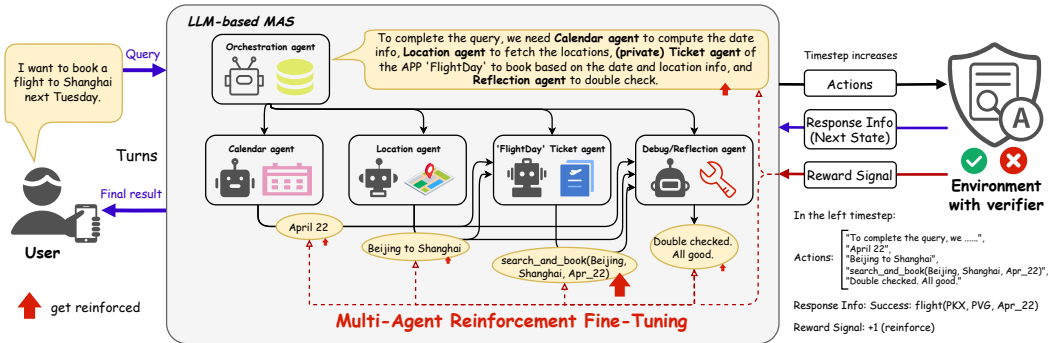 LLM-based MAS
Orchestration agent
To complete the query, we need Calendar agent to compute the date
info, Location agent to fetch the locations, (private) Ticket agent of
the APP 'FlightDay' to book based on the date and location info, and
Reflection agent to double check.
I want to book a
flight to Shanghai
next Tuesday.
Query
Turns
Final result
User
get reinforced
Calendar agent
Location agent
'FlightDay' Ticket agent
Debug/Reflection agent
April 22
Beijing to Shanghai
search_and_book(Beijing,
Shanghai, Apr_22)
Double checked.
All good.
Multi-Agent Reinforcement Fine-Tuning
Timestep increases
Actions
Response Info
(Next State)
Reward Signal
A
Environment
with verifier
In the left timestep:
Actions:
"To complete the query, we ......",
"April 22",
"Beijing to Shanghai",
"search_and_book(Beijing, Shanghai, Apr_22)",
"Double checked. All good."
Response Info: Success: flight(PKX, PVG, Apr_22)
Reward Signal: +1 (reinforce)